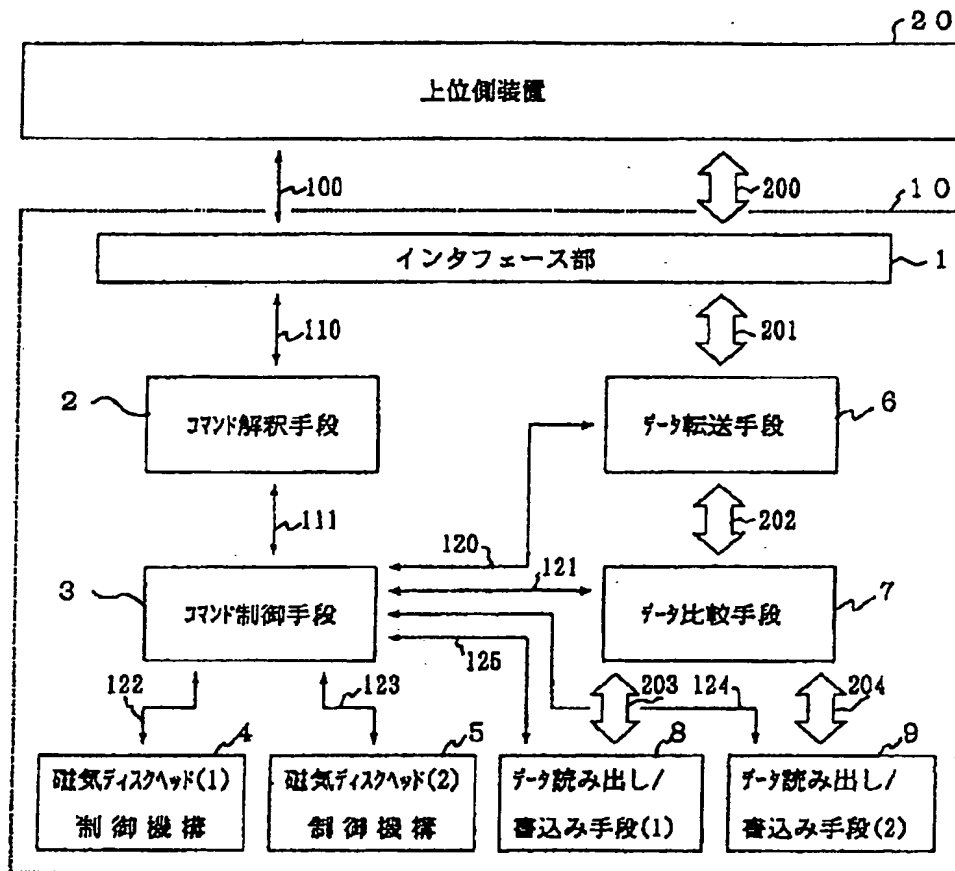 20
上位側装置
100
200
10
インタフェース部
1
110
201
2
コマンド解釈手段
6
データ転送手段
111
202
120
121
3
コマンド制御手段
7
データ比較手段
125
122
123
203
124
204
4
5
8
9
磁気ディスクヘッド(1)
制御機構
磁気ディスクヘッド(2)
制御機構
データ読み出し/
書込み手段(1)
データ読み出し/
書込み手段(2)